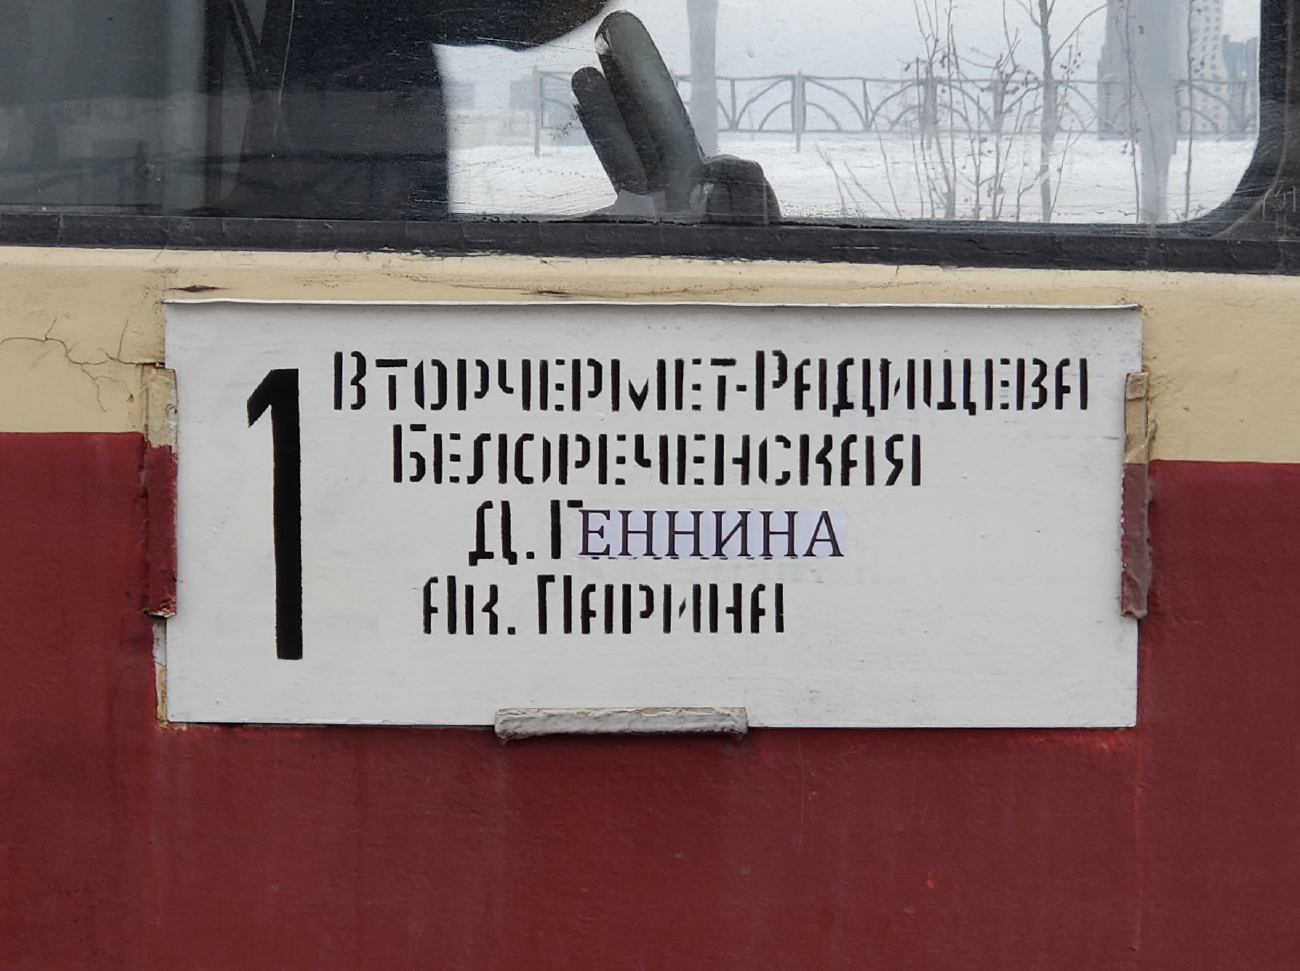 1
Вторчермет-Радищева
Белореченская
Д. Геннина
Ак. Парина